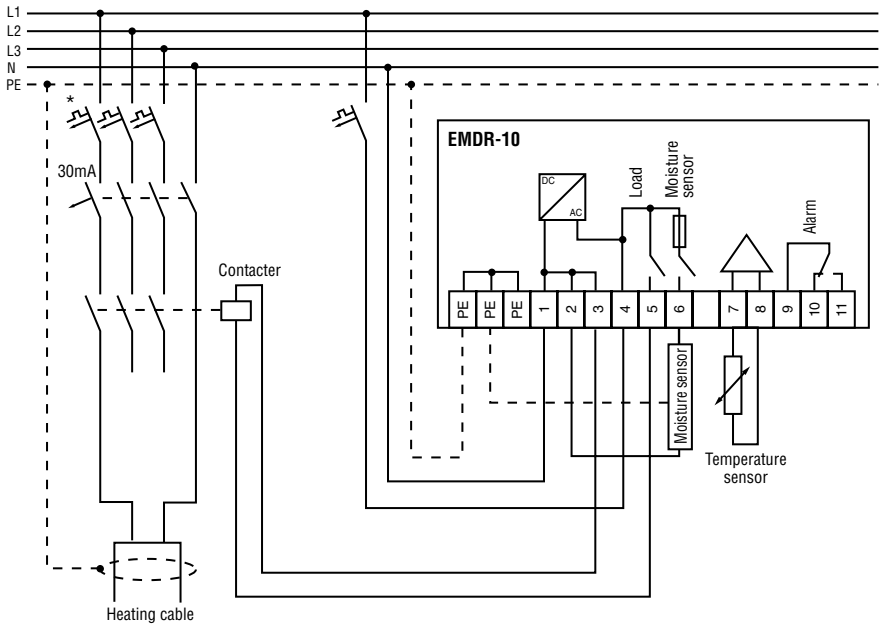 L1
L2
L3
N
PE
*
30mA
Contacter
Heating cable
EMDR-10
DC
AC
Load
Moisture
sensor
Alarm
PE
PE
PE
1
2
3
4
5
6
7
8
9
10
11
Moisture sensor
Temperature
sensor